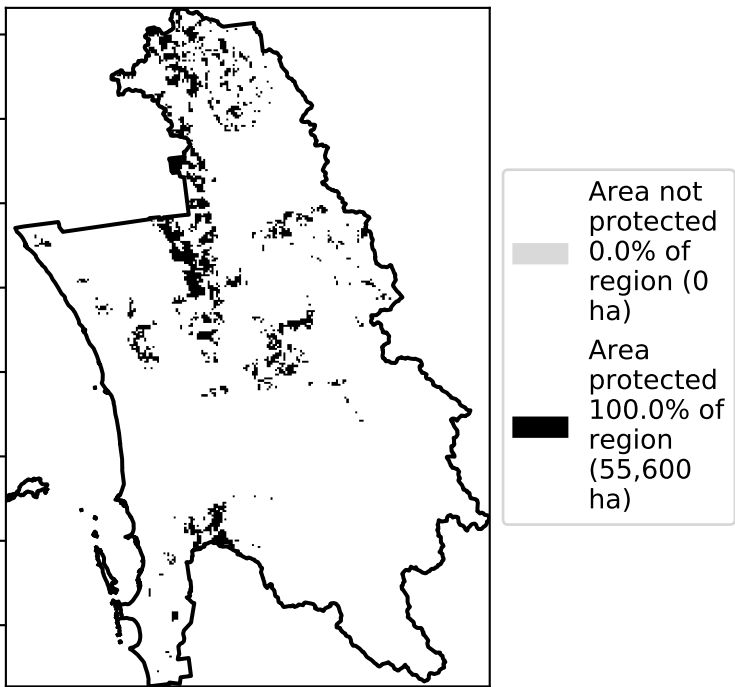 Area not
protected
0.0% of
region (0
ha)
Area
protected
100.0% of
region
(55,600
ha)